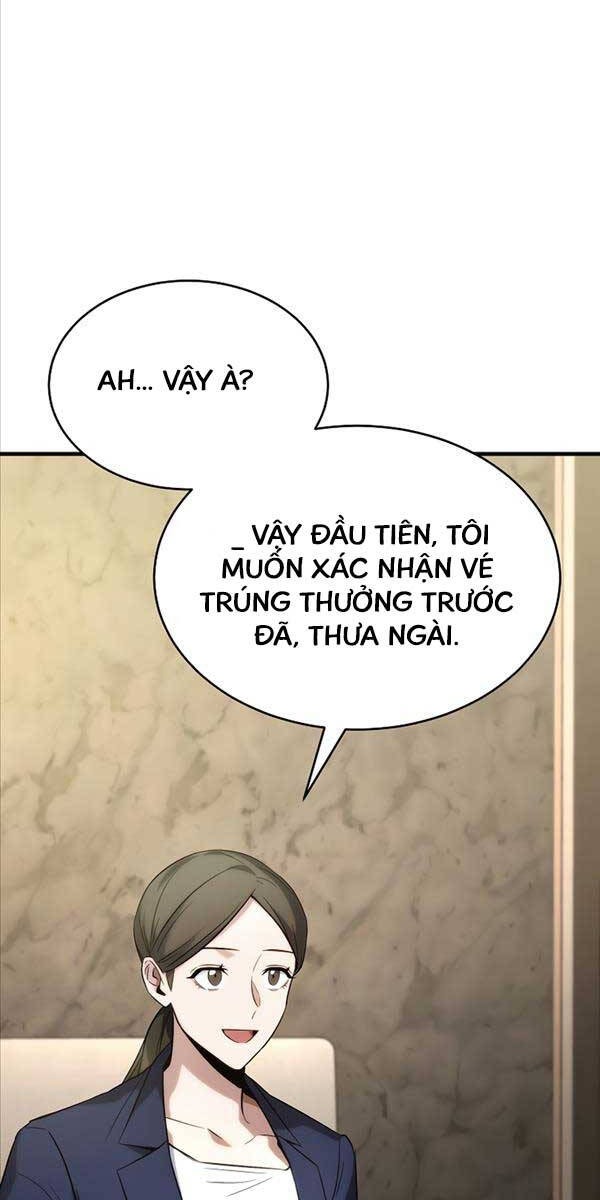 AH... VẬY À?
_ VẬY ĐẦU TIÊN, TÔI
MUỐN XÁC NHẬN VÉ
TRÚNG THƯỞNG TRƯỚC
ĐÃ, THƯA NGÀI.